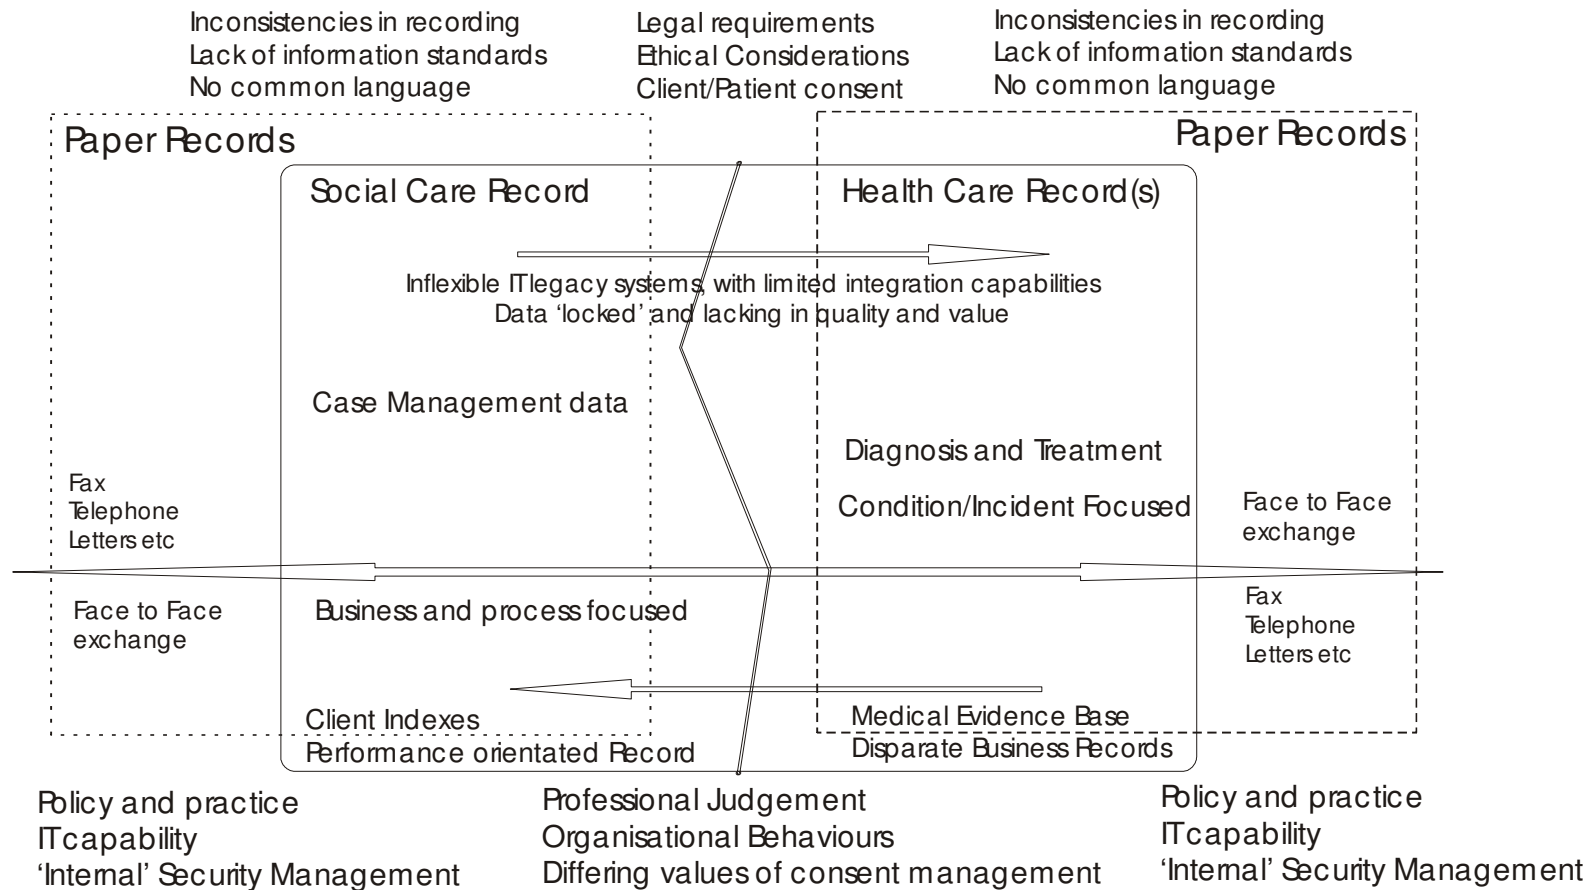 Inconsistencies in recording
Lack of information standards
No common language
Legal requirements
Ethical Considerations
Client/Patient consent
Inconsistencies in recording
Lack of information standards
No common language
Paper Records
Paper Records
Social Care Record
Health Care Record(s)
Inflexible IT legacy systems, with limited integration capabilities
Data ‘locked’ and lacking in quality and value
Case Management data
Diagnosis and Treatment
Condition/Incident Focused
Fax
Telephone
Letters etc
Face to Face
exchange
Face to Face
exchange
Business and process focused
Fax
Telephone
Letters etc
Client Indexes
Performance orientated Record
Medical Evidence Base
Disparate Business Records
Policy and practice
IT capability
‘Internal’ Security Management
Professional Judgement
Organisational Behaviours
Differing values of consent management
Policy and practice
IT capability
‘Internal’ Security Management